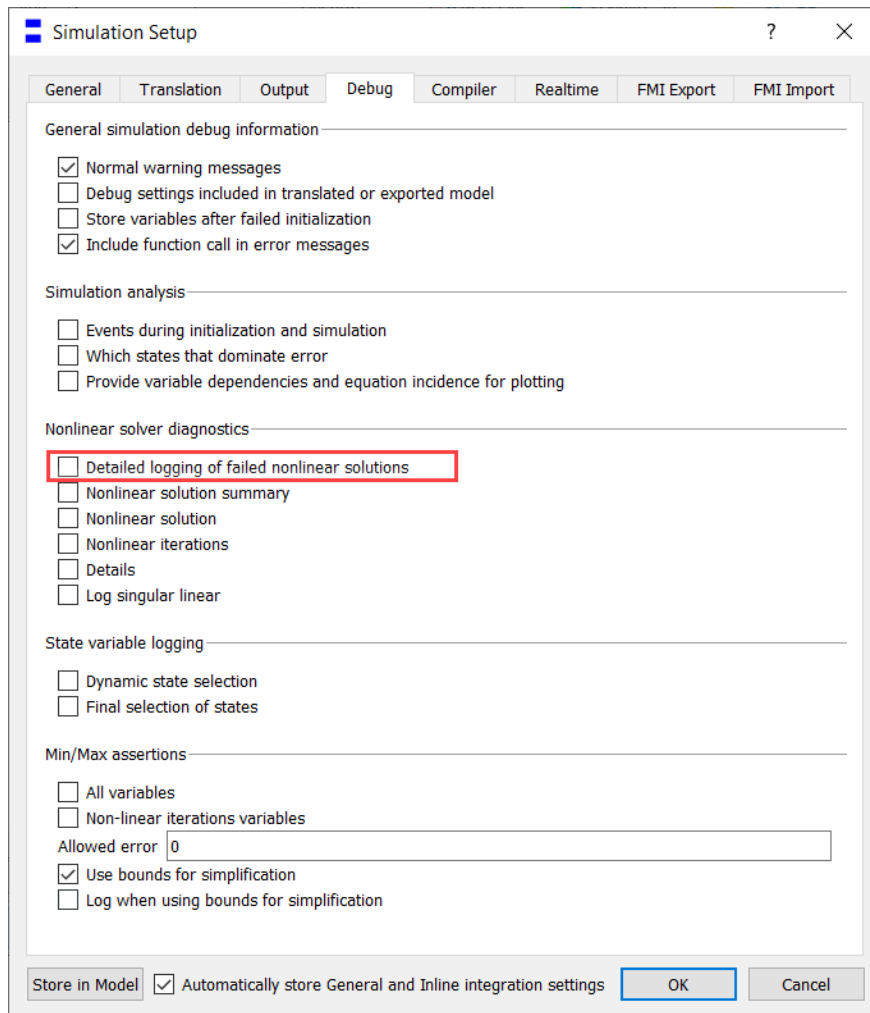 Simulation Setup ?
General Translation Output Debug Compiler Realtime FMI Export FMI Import
General simulation debug information
Normal warning messages
Debug settings included in translated or exported model
Store variables after failed initialization
Include function call in error messages
Simulation analysis
Events during initialization and simulation
Which states that dominate error
Provide variable dependencies and equation incidence for plotting
Nonlinear solver diagnostics
Detailed logging of failed nonlinear solutions
Nonlinear solution summary
Nonlinear solution
Nonlinear iterations
Details
Log singular linear
State variable logging
Dynamic state selection
Final selection of states
Min/Max assertions
All variables
Non-linear iterations variables
Allowed error 0
Use bounds for simplification
Log when using bounds for simplification
Store in Model Automatically store General and Inline integration settings OK Cancel